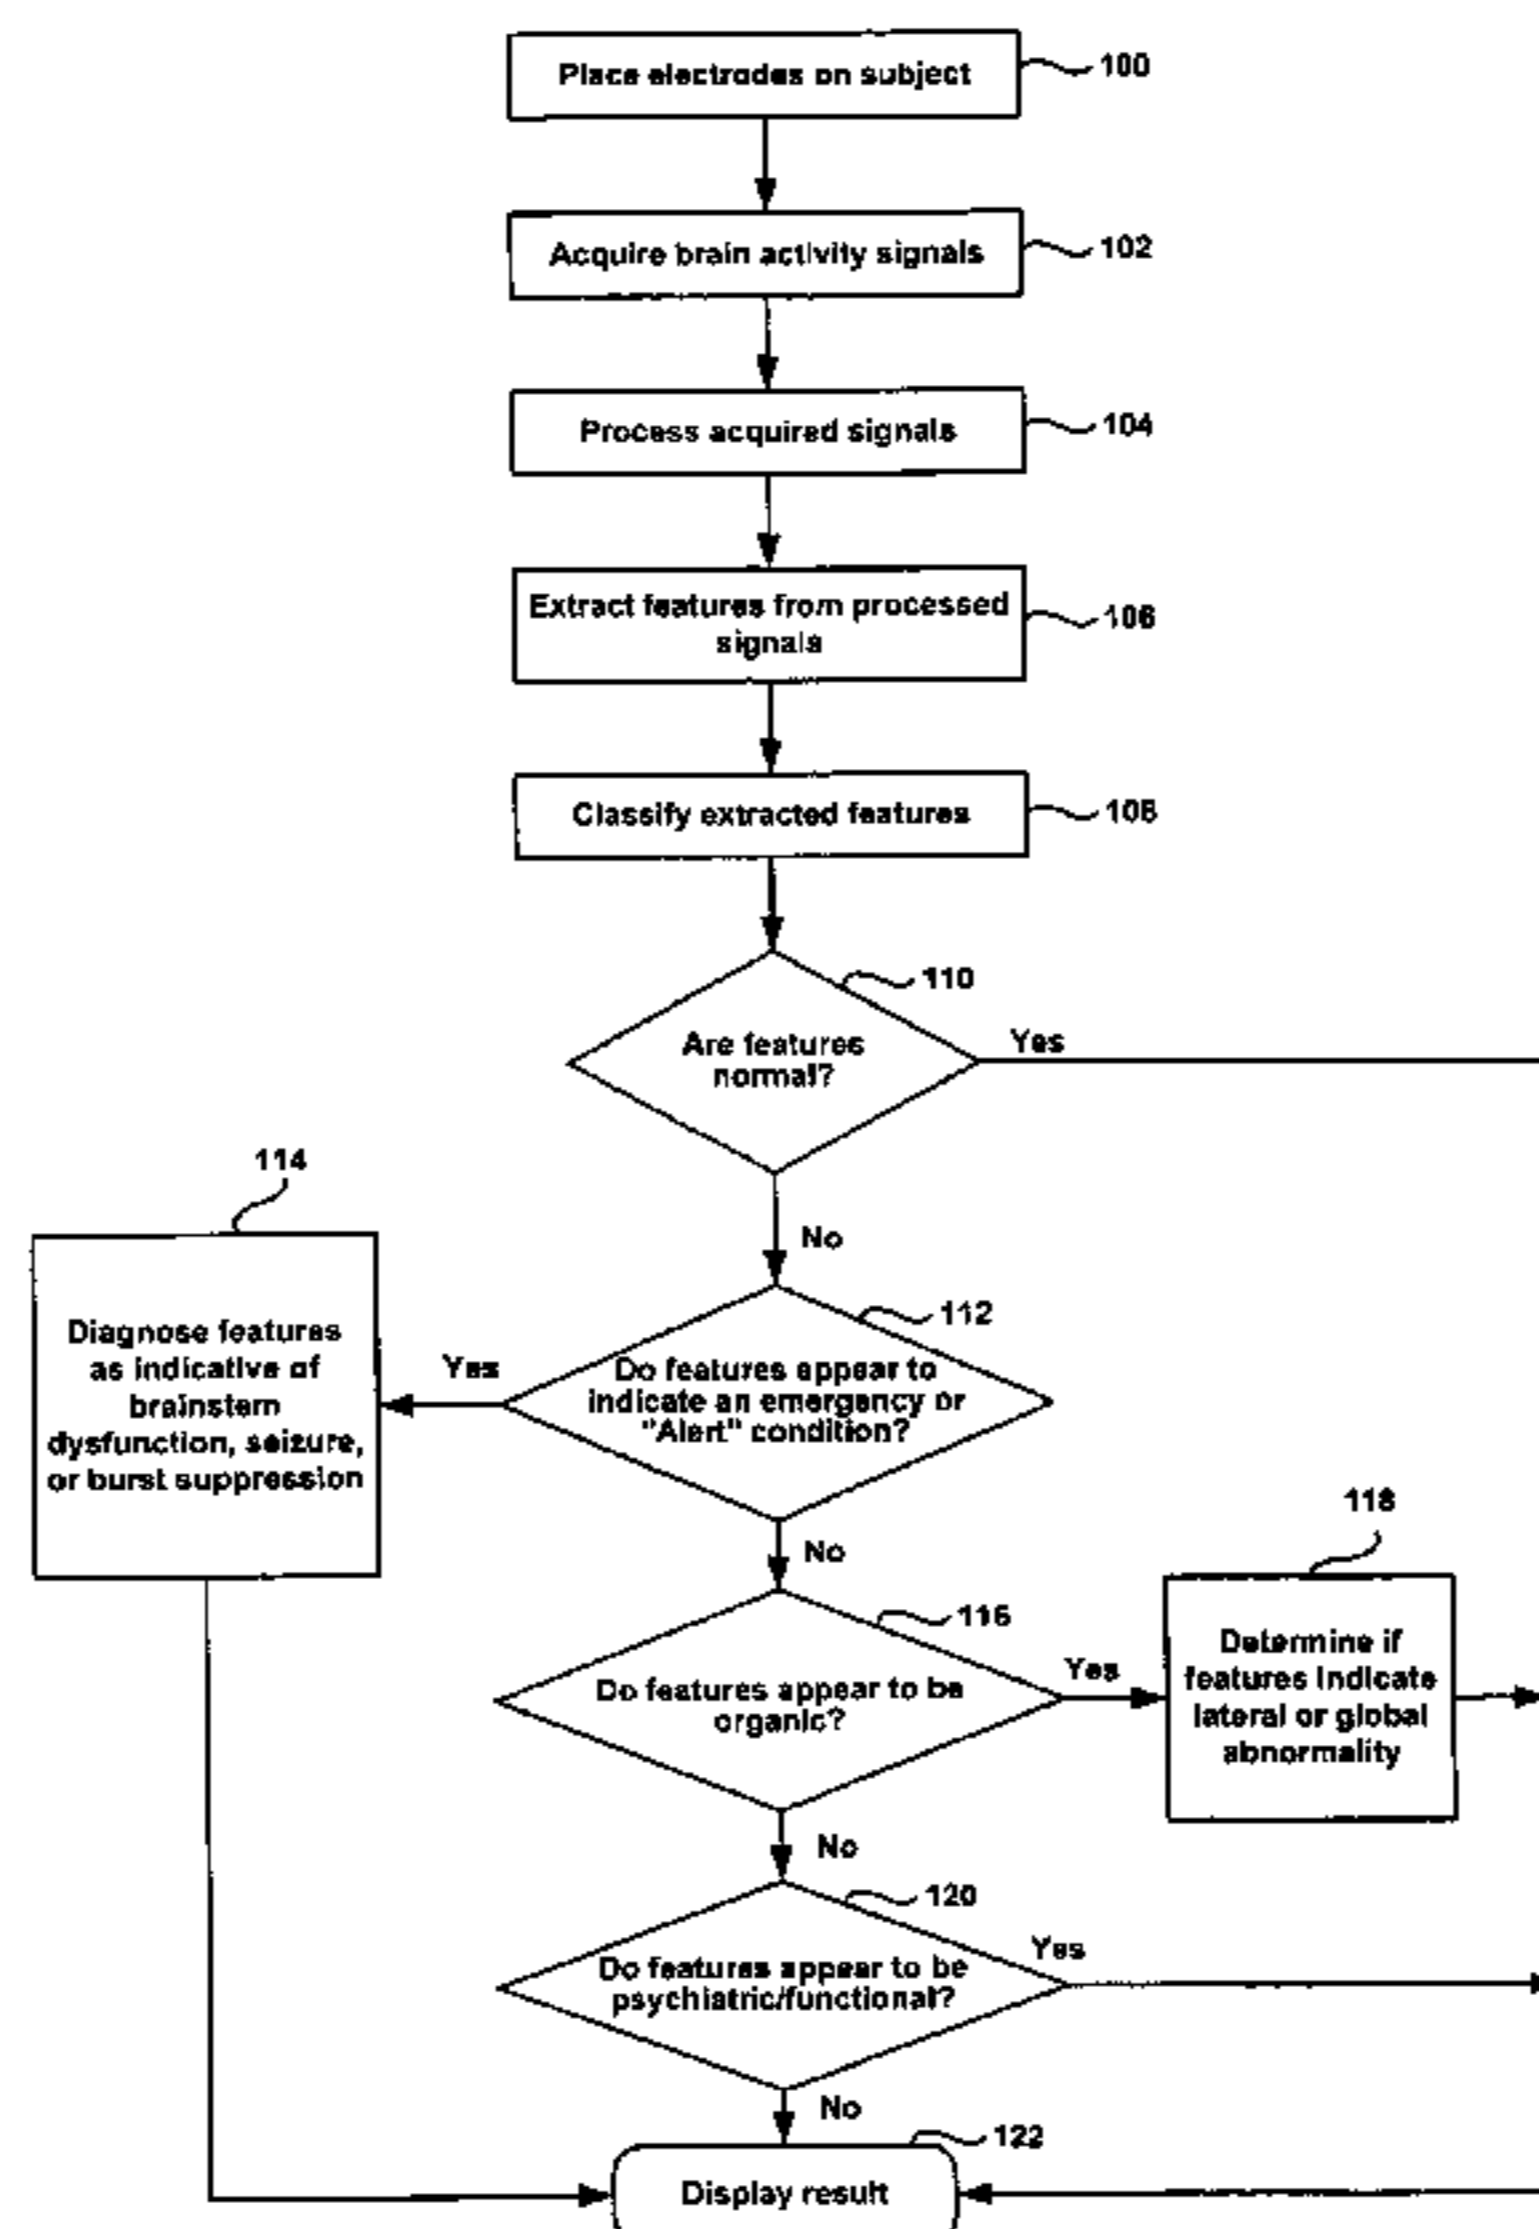 Place electrodes on subject
100
Acquire brain activity signals
102
Process acquired signals
104
Extract features from processed
signals
106
Classify extracted features
108
110
Are features
normal?
Yes
No
114
Diagnose features
as indicative of
brainstem
dysfunction, seizure,
or burst suppression
Yes
112
Do features appear to
indicate an emergency or
"Alert" condition?
No
116
Do features appear to be
organic?
Yes
118
Determine if
features indicate
lateral or global
abnormality
No
120
Do features appear to be
psychiatric/functional?
Yes
No
122
Display result